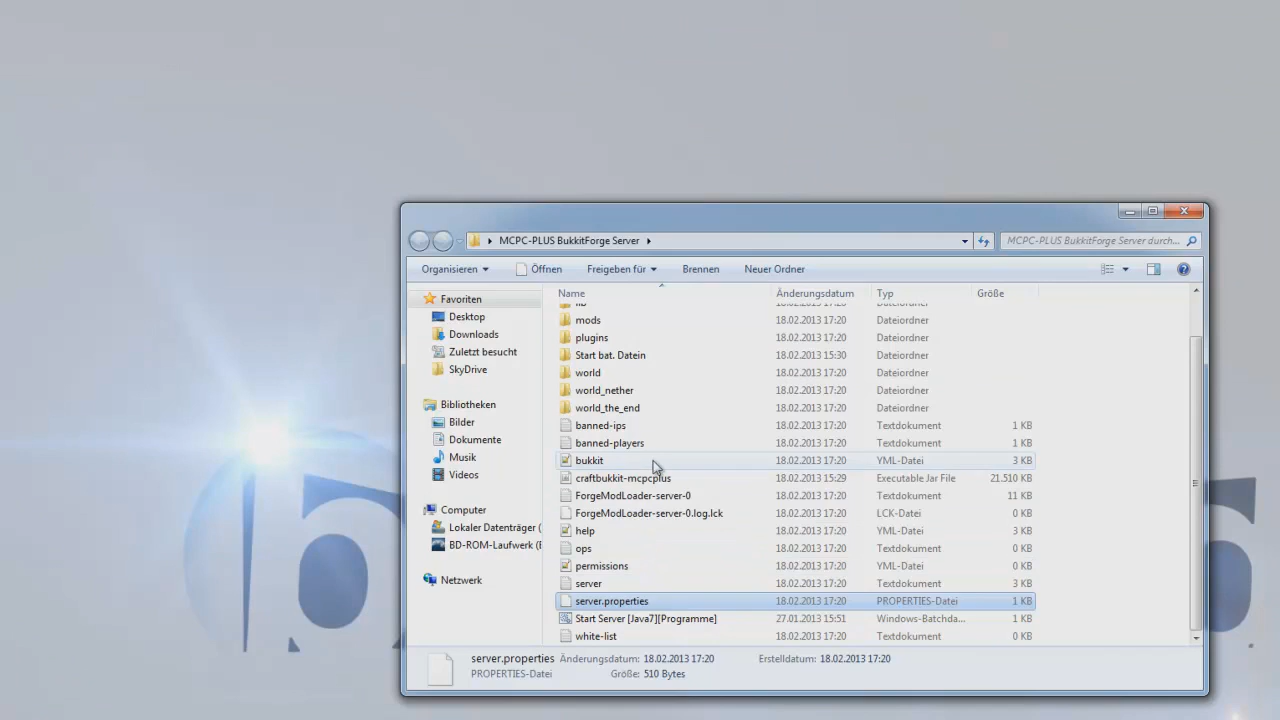 MCPC-PLUS BukkitForge Server
MCPC-PLUS BukkitForge Server durch...
Organisieren Öffnen Freigeben für Brennen Neuer Ordner
Name Änderungsdatum Typ Größe
Favoriten
Desktop
Downloads
Zuletzt besucht
SkyDrive
Bibliotheken
Bilder
Dokumente
Musik
Videos
Computer
Lokaler Datenträger (
BD-ROM-Laufwerk (E
Netzwerk
lib 18.02.2013 17:20 Dateiordner
mods 18.02.2013 17:20 Dateiordner
plugins 18.02.2013 17:20 Dateiordner
Start bat. Datein 18.02.2013 15:30 Dateiordner
world 18.02.2013 17:20 Dateiordner
world_nether 18.02.2013 17:20 Dateiordner
world_the_end 18.02.2013 17:20 Dateiordner
banned-ips 18.02.2013 17:20 Textdokument 1 KB
banned-players 18.02.2013 17:20 Textdokument 1 KB
bukkit 18.02.2013 17:20 YML-Datei 3 KB
craftbukkit-mcpcplus 18.02.2013 15:29 Executable Jar File 21.510 KB
ForgeModLoader-server-0 18.02.2013 17:20 Textdokument 11 KB
ForgeModLoader-server-0.log.lck 18.02.2013 17:20 LCK-Datei 0 KB
help 18.02.2013 17:20 YML-Datei 3 KB
ops 18.02.2013 17:20 Textdokument 0 KB
permissions 18.02.2013 17:20 YML-Datei 0 KB
server 18.02.2013 17:20 Textdokument 3 KB
server.properties 18.02.2013 17:20 PROPERTIES-Datei 1 KB
Start Server [Java7][Programme] 27.01.2013 15:51 Windows-Batchda... 1 KB
white-list 18.02.2013 17:20 Textdokument 0 KB
server.properties Änderungsdatum: 18.02.2013 17:20 Erstelldatum: 18.02.2013 17:20
PROPERTIES-Datei Größe: 510 Bytes